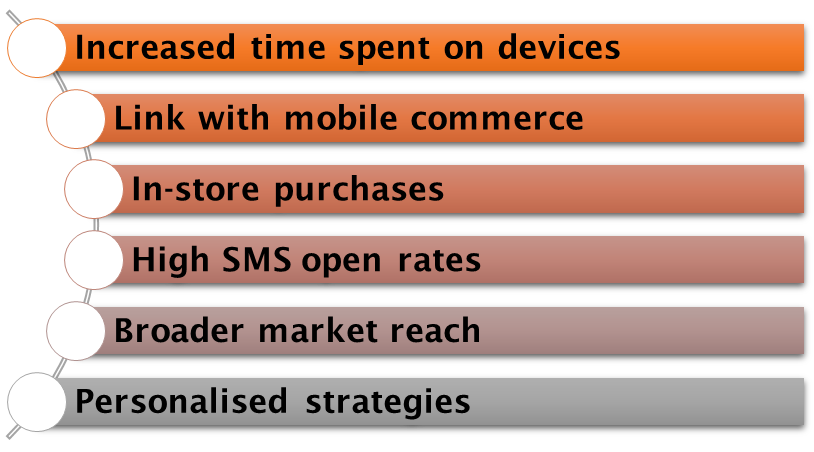 Increased time spent on devices
Link with mobile commerce
In-store purchases
High SMS open rates
Broader market reach
Personalised strategies